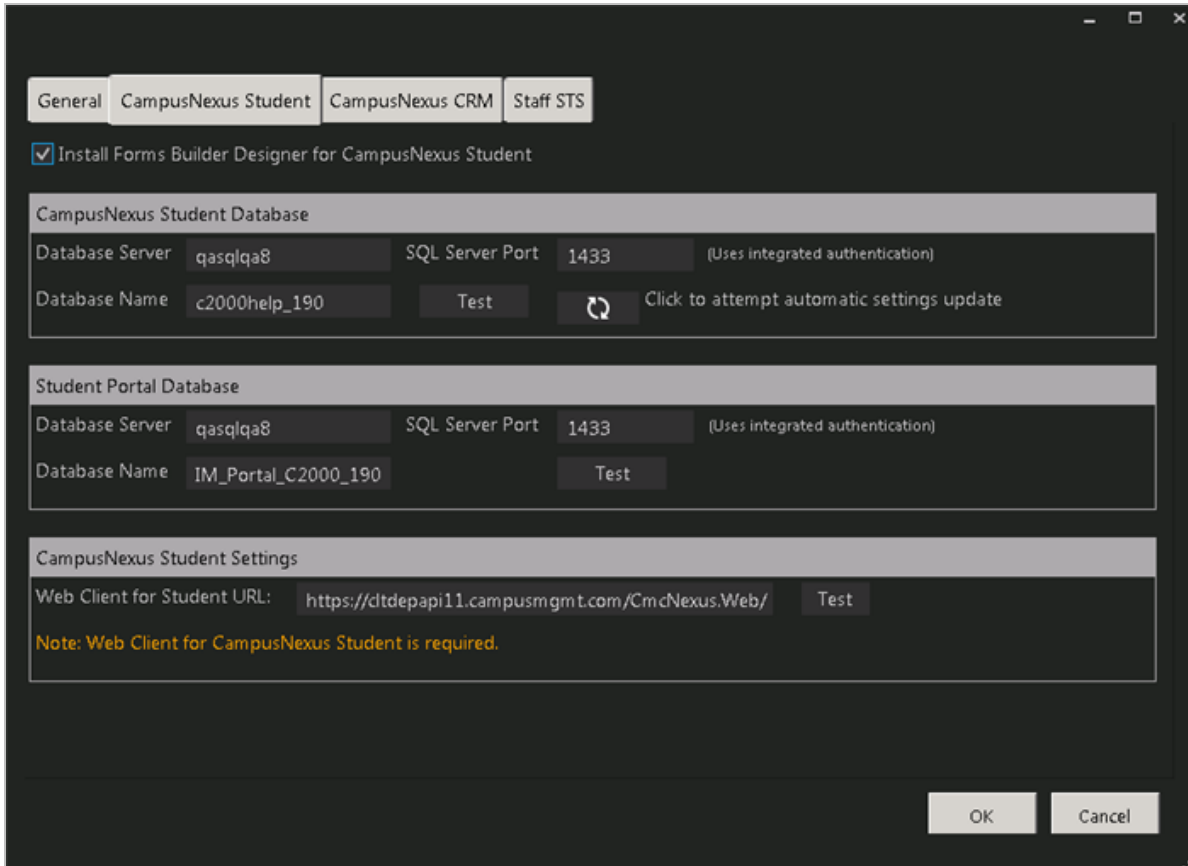 General CampusNexus Student CampusNexus CRM Staff STS
Install Forms Builder Designer for CampusNexus Student
CampusNexus Student Database
Database Server qasqlqa8 SQL Server Port 1433 (Uses integrated authentication)
Database Name c2000help_190 Test Click to attempt automatic settings update
Student Portal Database
Database Server qasqlqa8 SQL Server Port 1433 (Uses integrated authentication)
Database Name IM_Portal_C2000_190 Test
CampusNexus Student Settings
Web Client for Student URL: https://cltdepapi11.campusmgmt.com/CmcNexus.Web/ Test
Note: Web Client for CampusNexus Student is required.
OK Cancel